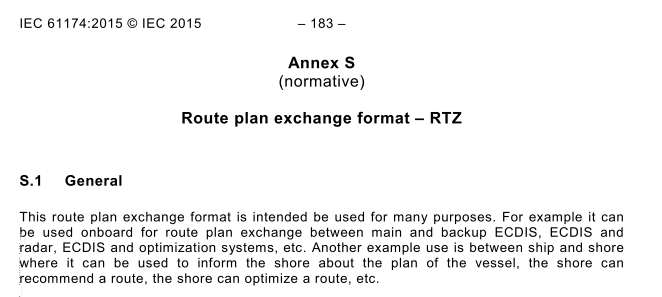 IEC 61174:2015 © IEC 2015 – 183 –
Annex S
(normative)
Route plan exchange format – RTZ
S.1 General
This route plan exchange format is intended be used for many purposes. For example it can
be used onboard for route plan exchange between main and backup ECDIS, ECDIS and
radar, ECDIS and optimization systems, etc. Another example use is between ship and shore
where it can be used to inform the shore about the plan of the vessel, the shore can
recommend a route, the shore can optimize a route, etc.